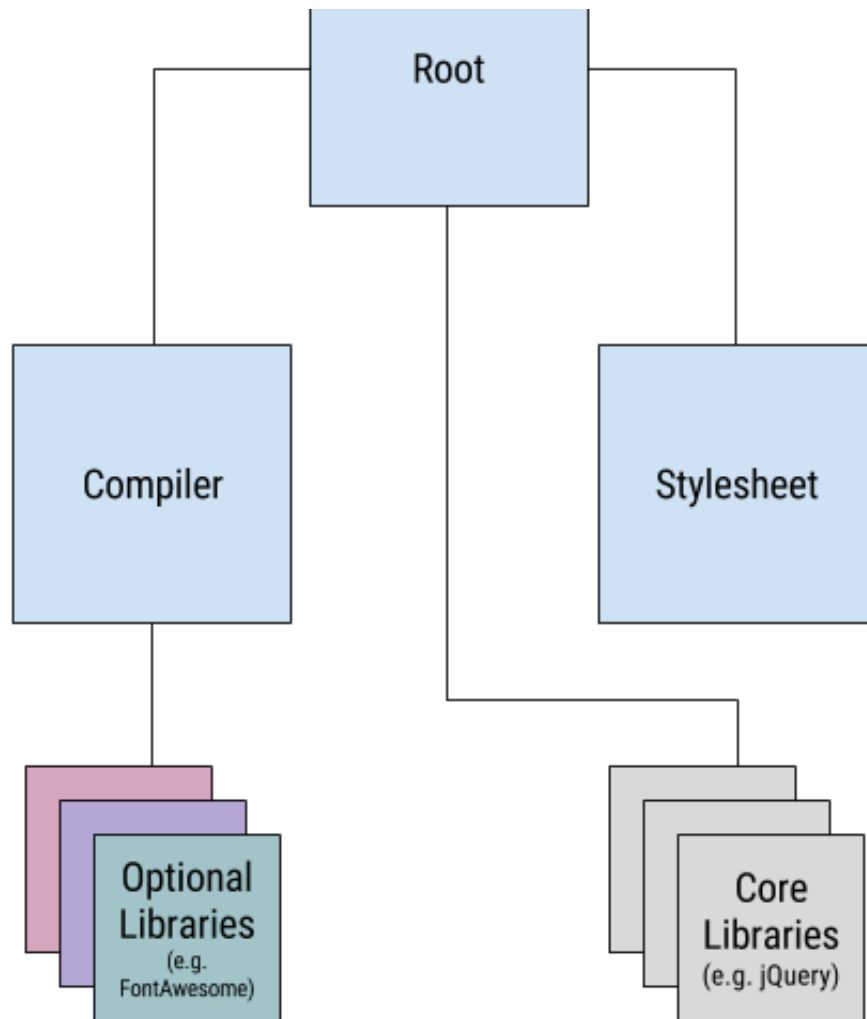 Root
Compiler
Stylesheet
Optional
Libraries
(e.g.
FontAwesome)
Core
Libraries
(e.g. jQuery)